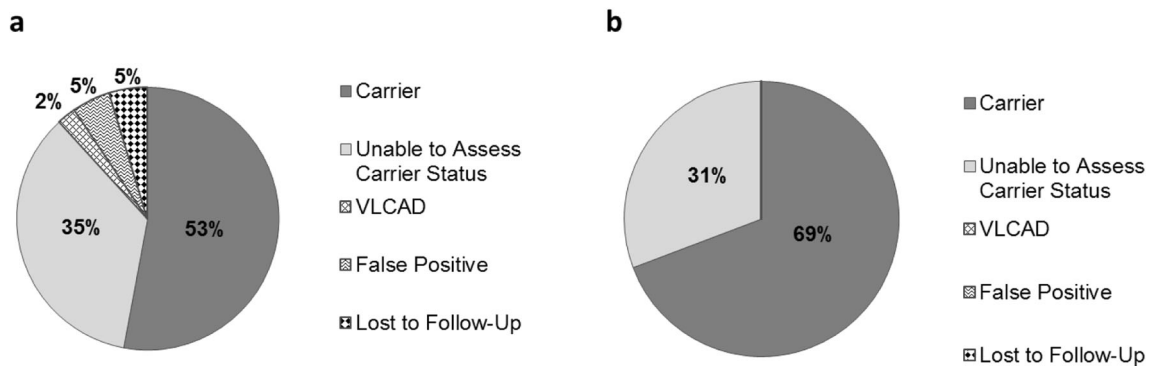 a
5%
5%
2%
35%
53%
Carrier
Unable to Assess
Carrier Status
VLCAD
False Positive
Lost to Follow-Up
b
31%
69%
Carrier
Unable to Assess
Carrier Status
VLCAD
False Positive
Lost to Follow-Up